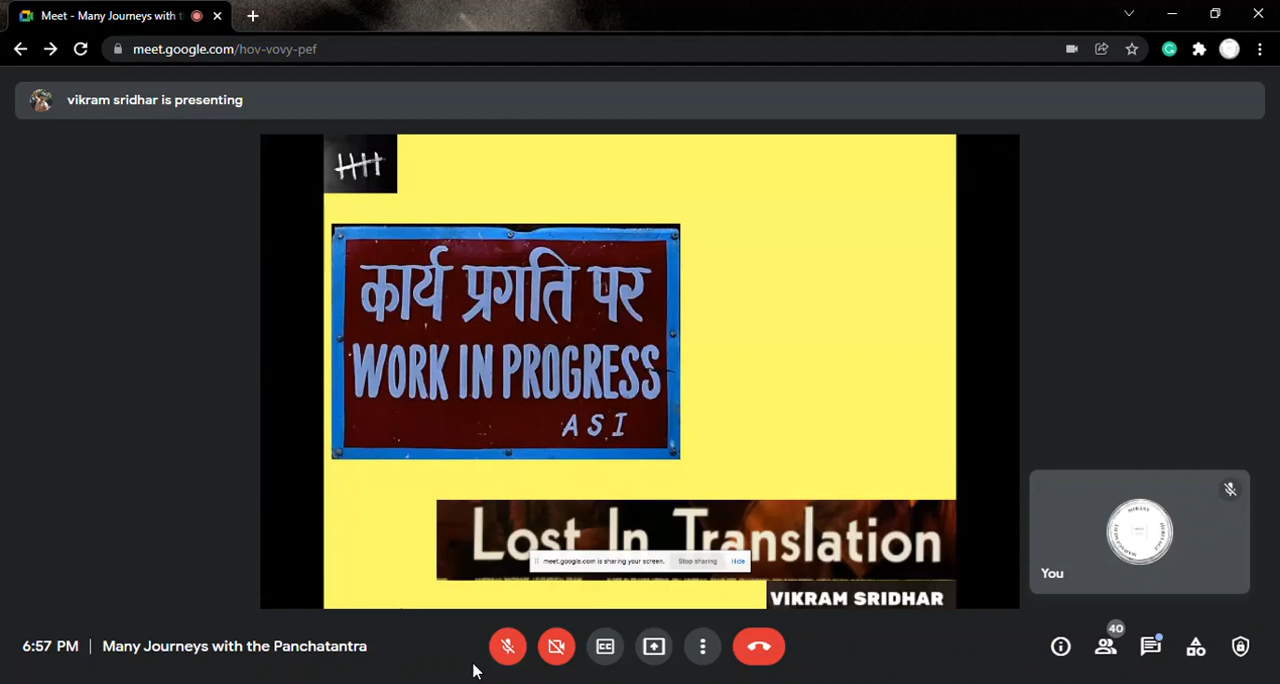 Meet - Many Journeys with t
meet.google.com/hov-vovy-pef
vikram sridhar is presenting
कार्य प्रगति पर
WORK IN PROGRESS
ASI
Lost In Translation
meet.google.com is sharing your screen. Stop sharing Hide
VIKRAM SRIDHAR
You
6:57 PM | Many Journeys with the Panchatantra
CC
40